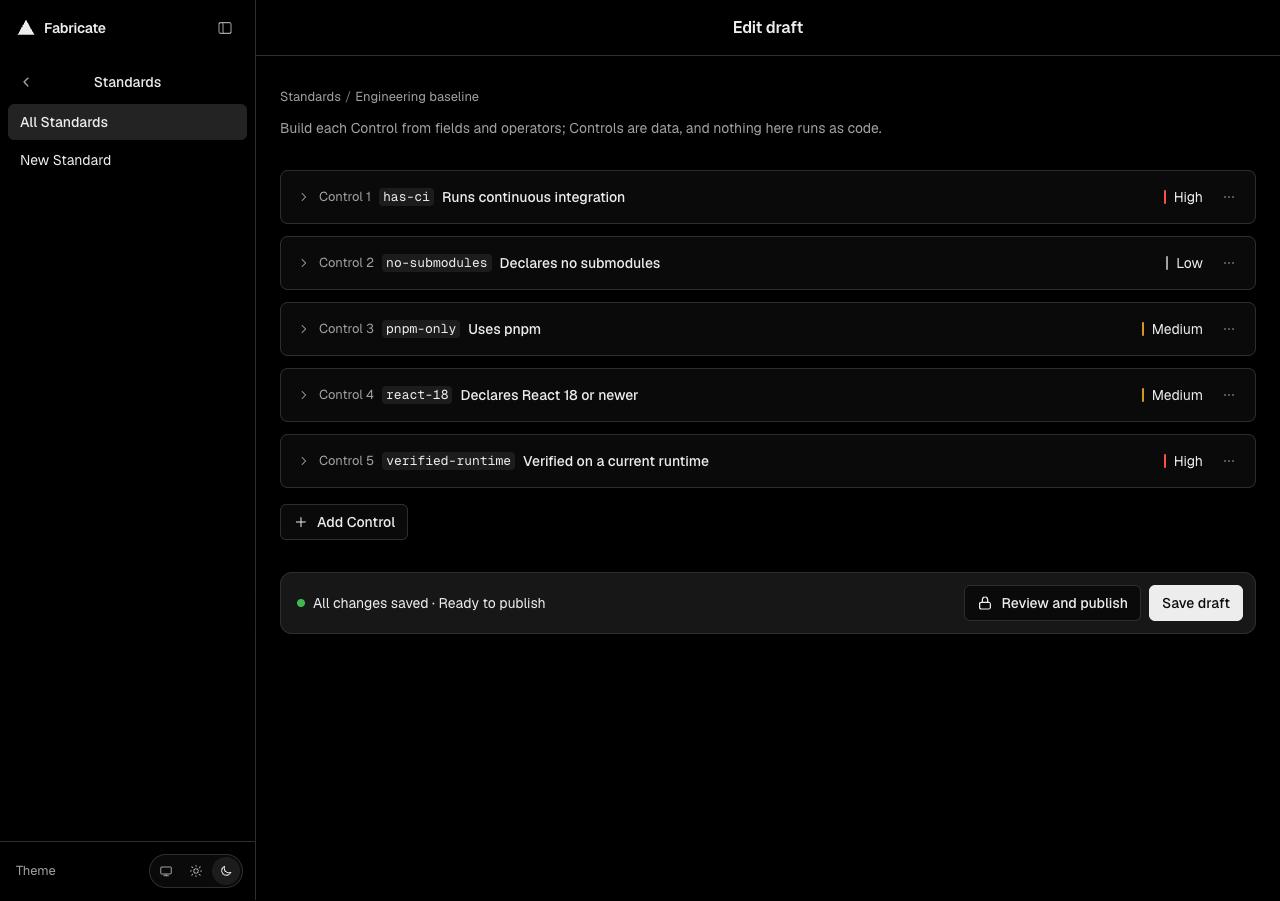 Fabricate
Edit draft
Standards
All Standards
New Standard
Standards / Engineering baseline
Build each Control from fields and operators; Controls are data, and nothing here runs as code.
Control 1 has-ci Runs continuous integration High
Control 2 no-submodules Declares no submodules Low
Control 3 pnpm-only Uses pnpm Medium
Control 4 react-18 Declares React 18 or newer Medium
Control 5 verified-runtime Verified on a current runtime High
Add Control
All changes saved · Ready to publish Review and publish Save draft
Theme